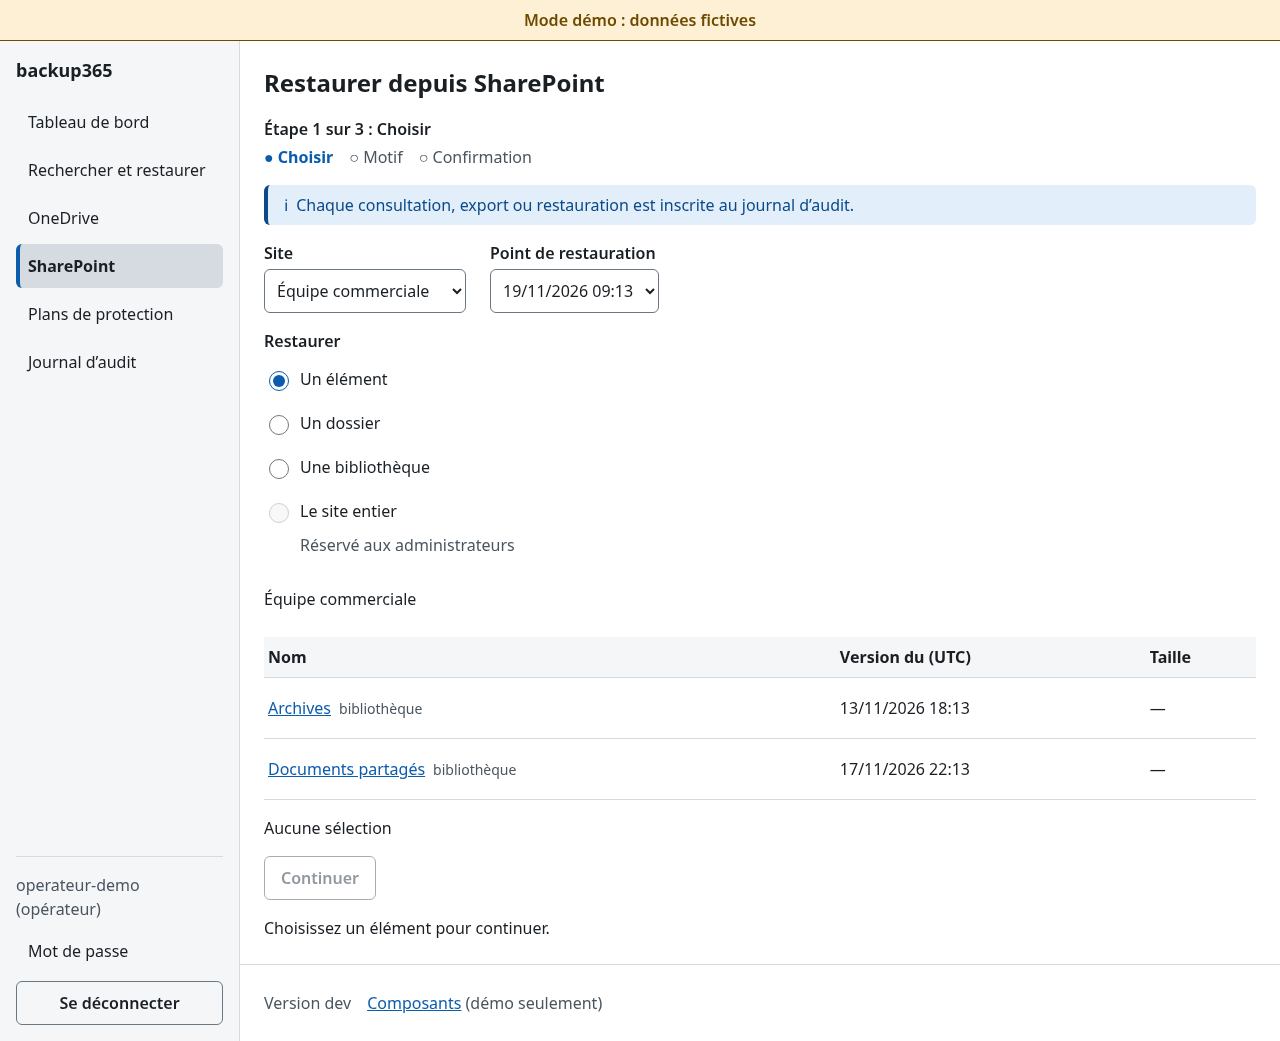 Mode démo : données fictives
backup365
Tableau de bord
Rechercher et restaurer
OneDrive
SharePoint
Plans de protection
Journal d’audit
operateur-demo
(opérateur)
Mot de passe
Se déconnecter
Restaurer depuis SharePoint
Étape 1 sur 3 : Choisir
● Choisir ○ Motif ○ Confirmation
i Chaque consultation, export ou restauration est inscrite au journal d’audit.
Site Point de restauration
Équipe commerciale 19/11/2026 09:13
Restaurer
Un élément
Un dossier
Une bibliothèque
Le site entier
Réservé aux administrateurs
Équipe commerciale
Nom Version du (UTC) Taille
Archives bibliothèque 13/11/2026 18:13 —
Documents partagés bibliothèque 17/11/2026 22:13 —
Aucune sélection
Continuer
Choisissez un élément pour continuer.
Version dev Composants (démo seulement)